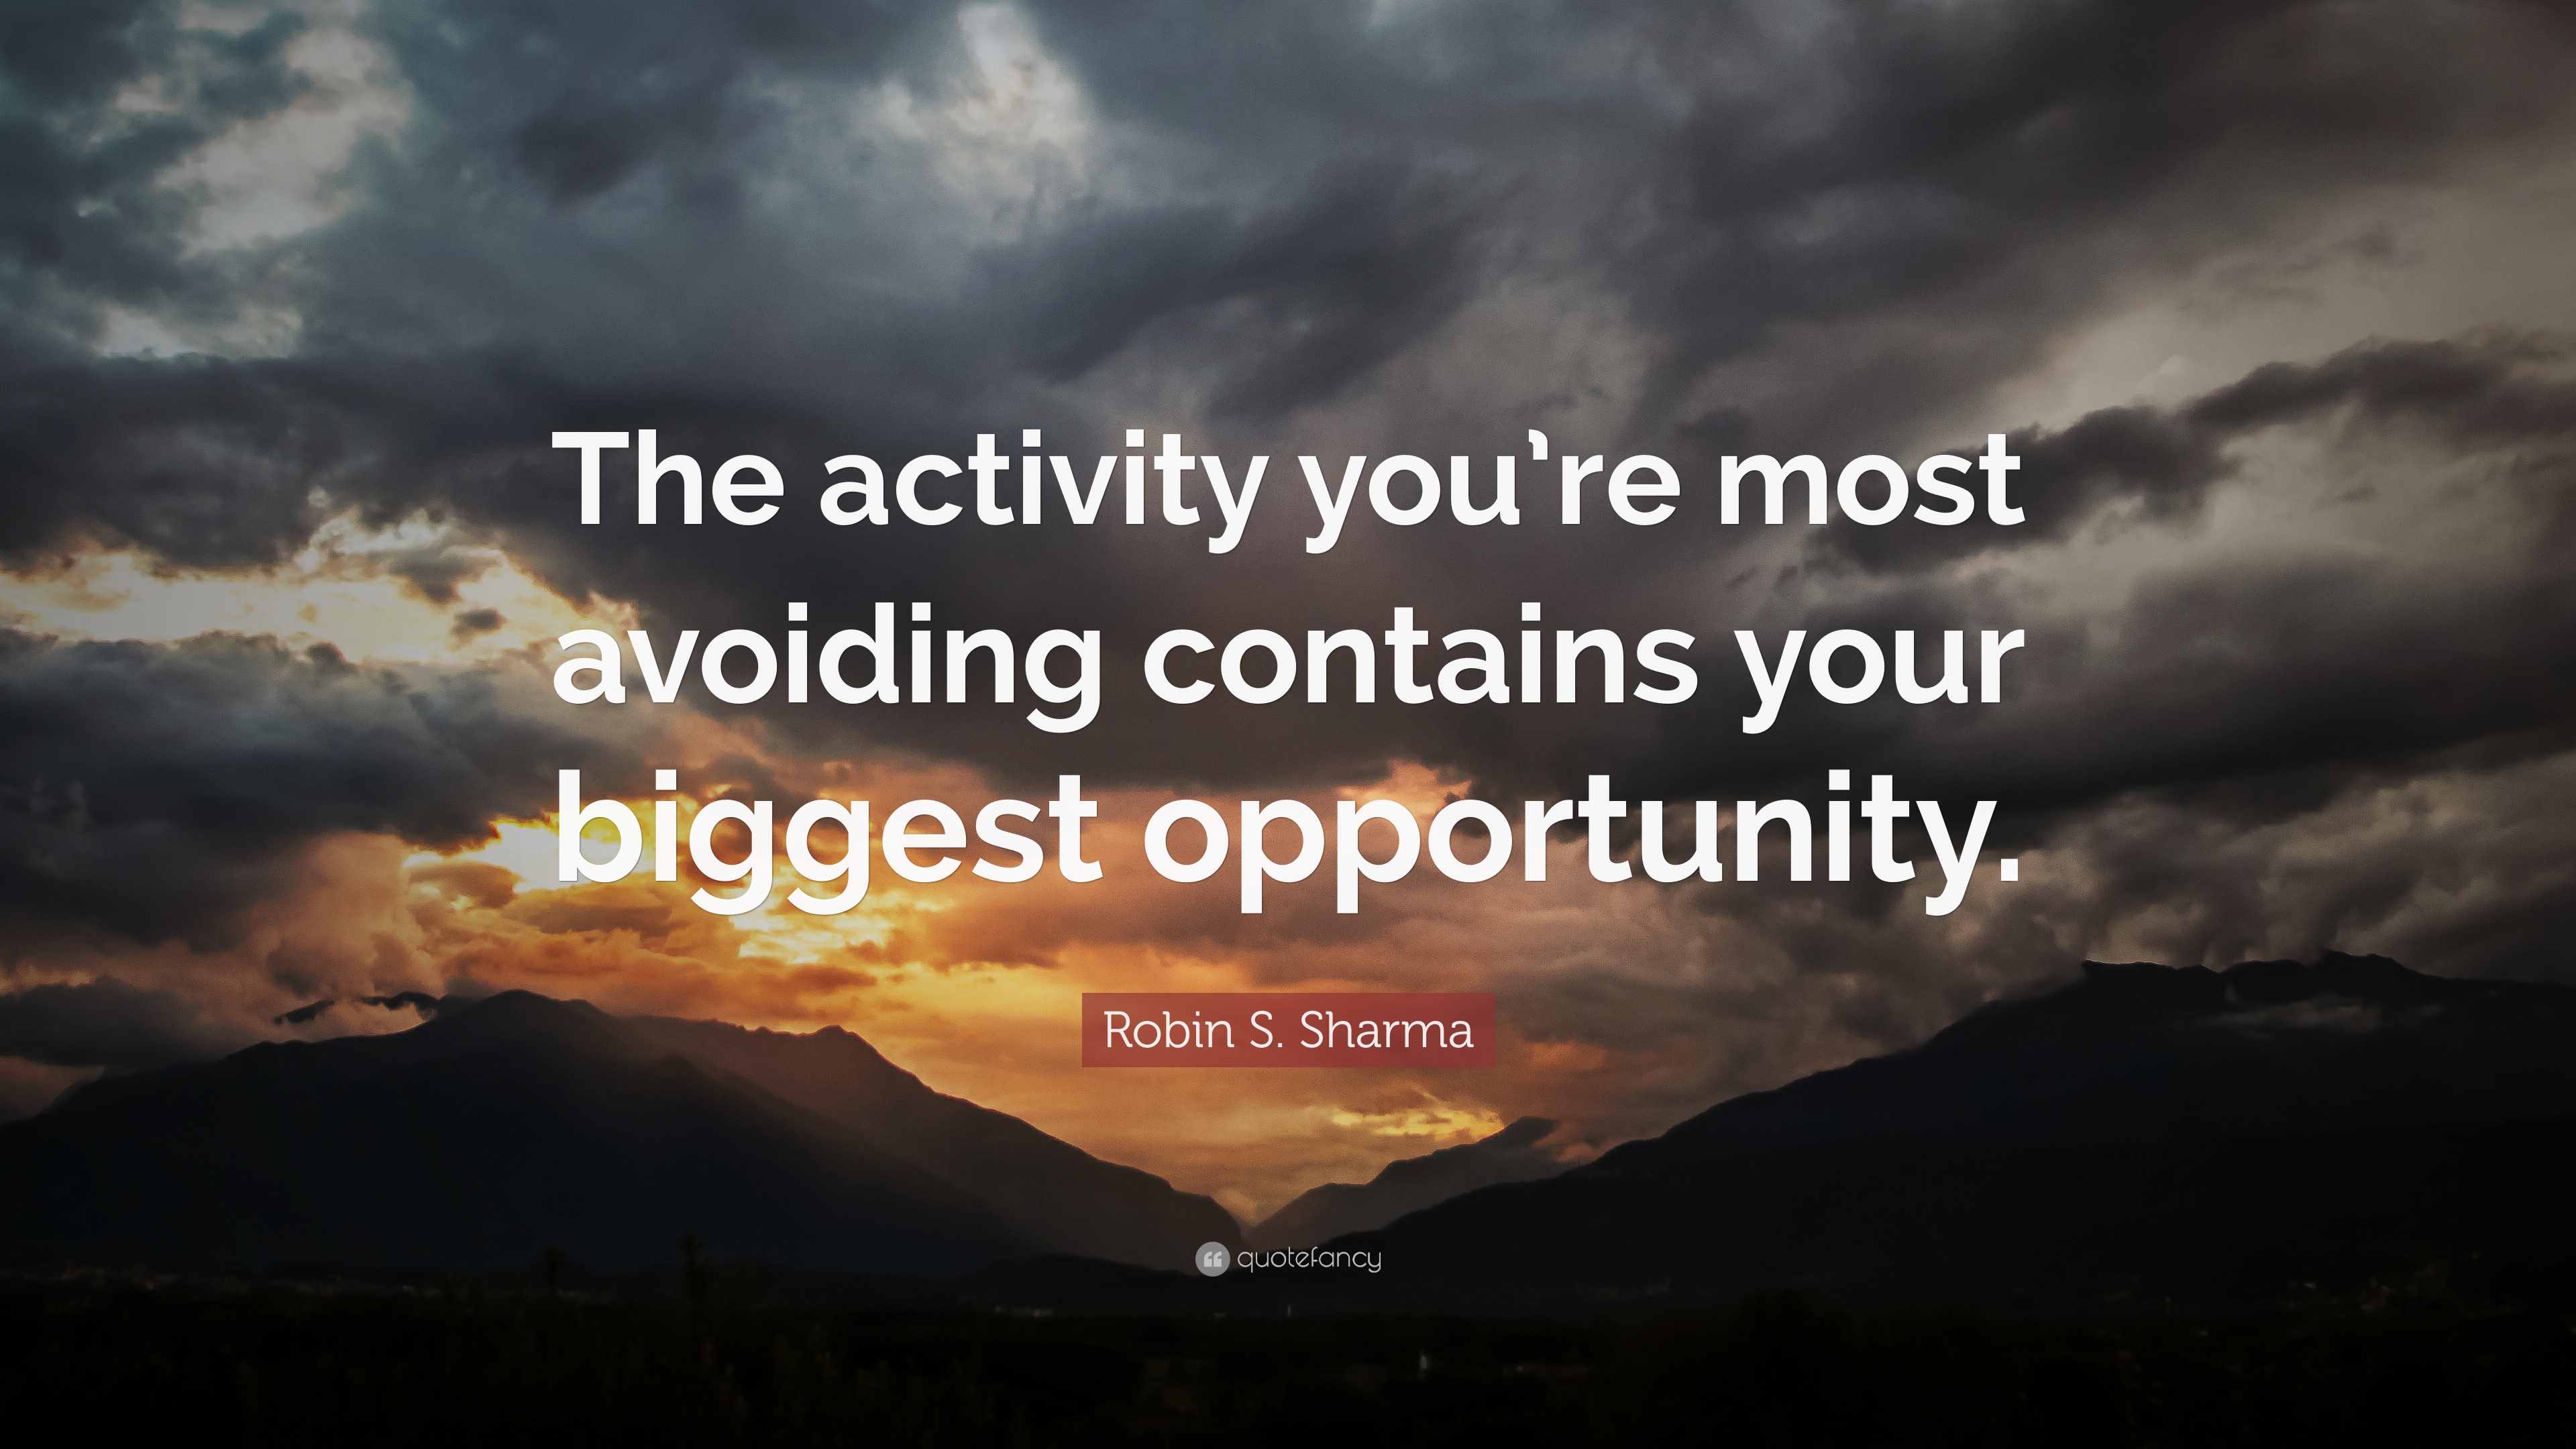 The activity you’re most
avoiding contains your
biggest opportunity.
Robin S. Sharma
quotefancy